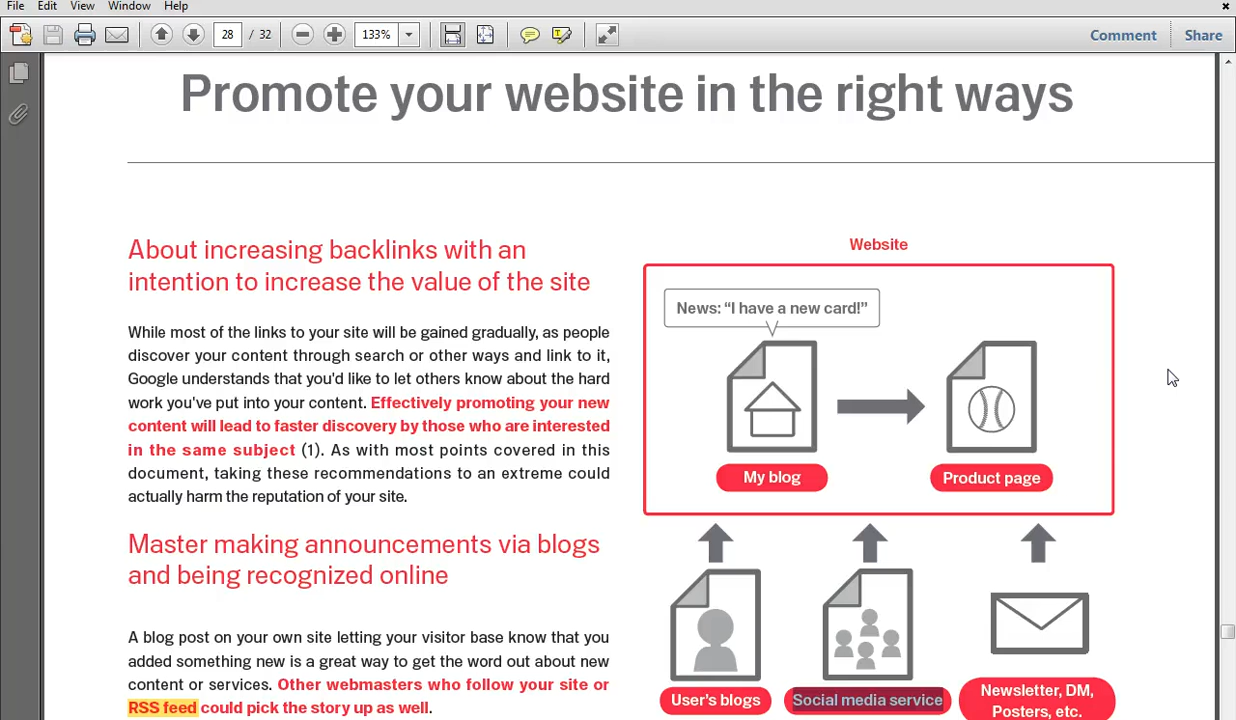 File Edit View Window Help
28 / 32 133% Comment Share
Promote your website in the right ways
About increasing backlinks with an
intention to increase the value of the site
While most of the links to your site will be gained gradually, as people
discover your content through search or other ways and link to it,
Google understands that you'd like to let others know about the hard
work you've put into your content. Effectively promoting your new
content will lead to faster discovery by those who are interested
in the same subject (1). As with most points covered in this
document, taking these recommendations to an extreme could
actually harm the reputation of your site.
Master making announcements via blogs
and being recognized online
A blog post on your own site letting your visitor base know that you
added something new is a great way to get the word out about new
content or services. Other webmasters who follow your site or
RSS feed could pick the story up as well.
Website
News: “I have a new card!”
My blog
Product page
User's blogs
Social media service
Newsletter, DM,
Posters, etc.